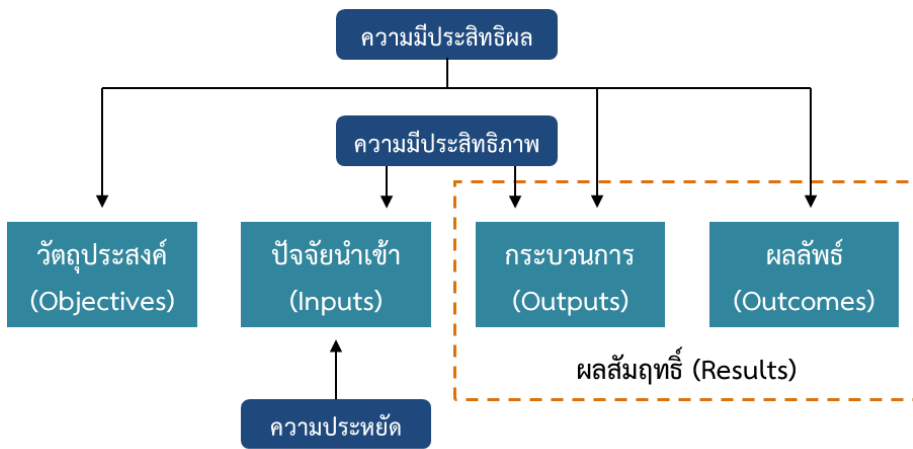 ความมีประสิทธิผล
ความมีประสิทธิภาพ
วัตถุประสงค์
(Objectives)
ปัจจัยนำเข้า
(Inputs)
กระบวนการ
(Outputs)
ผลลัพธ์
(Outcomes)
ผลสัมฤทธิ์ (Results)
ความประหยัด